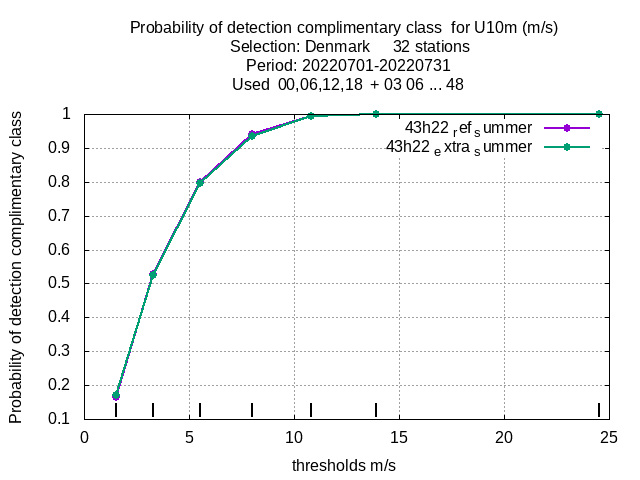 Probability of detection complimentary class  for U10m (m/s)
Selection: Denmark     32 stations
Period: 20220701-20220731
Used  00,06,12,18  + 03 06 ... 48
Probability of detection complimentary class
1
0.9
0.8
0.7
0.6
0.5
0.4
0.3
0.2
0.1
43h22 ref summer
43h22 extra summer
0 5 10 15 20 25
thresholds m/s